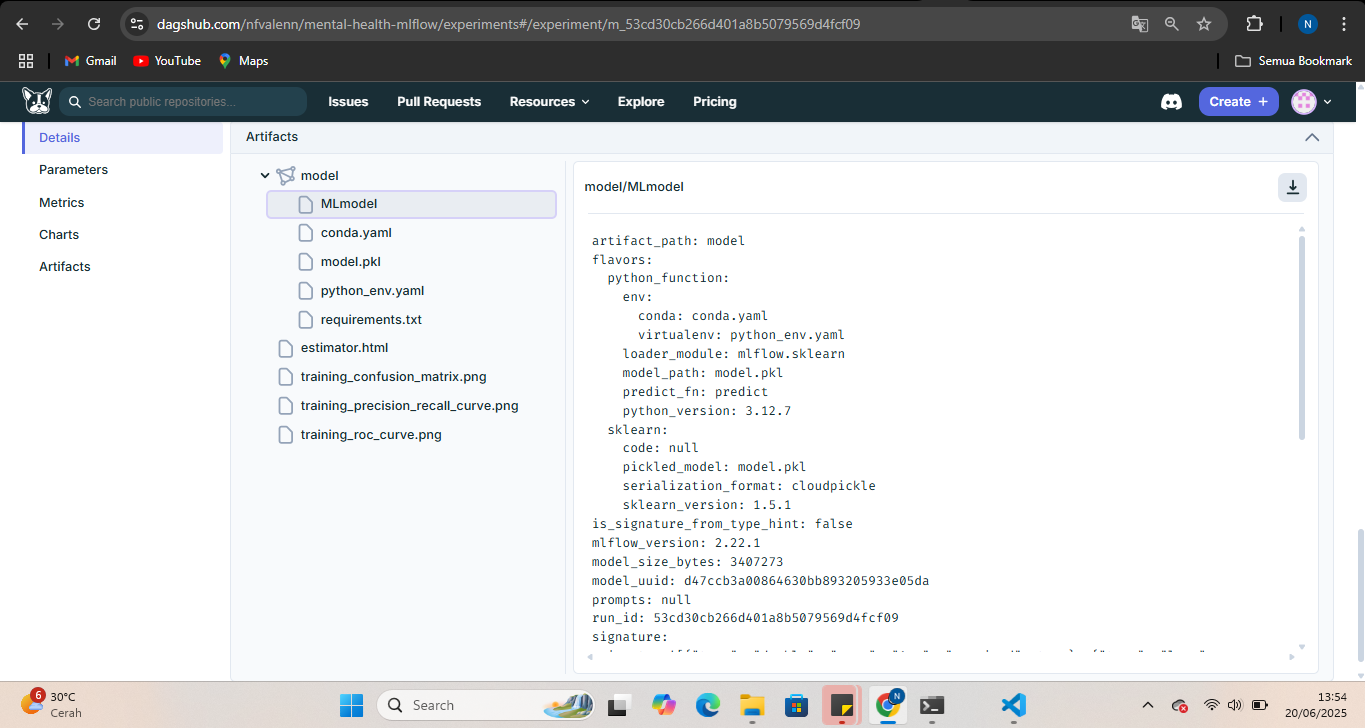 dagshub.com/nfvalenn/mental-health-mlflow/experiments#/experiment/m_53cd30cb266d401a8b5079569d4fcf09
N
Gmail
YouTube
Maps
Semua Bookmark
Search public repositories...
Issues
Pull Requests
Resources
Explore
Pricing
Create +
Details
Parameters
Metrics
Charts
Artifacts
Artifacts
model
MLmodel
conda.yaml
model.pkl
python_env.yaml
requirements.txt
estimator.html
training_confusion_matrix.png
training_precision_recall_curve.png
training_roc_curve.png
model/MLmodel
artifact_path: model
flavors:
python_function:
env:
conda: conda.yaml
virtualenv: python_env.yaml
loader_module: mlflow.sklearn
model_path: model.pkl
predict_fn: predict
python_version: 3.12.7
sklearn:
code: null
pickled_model: model.pkl
serialization_format: cloudpickle
sklearn_version: 1.5.1
is_signature_from_type_hint: false
mlflow_version: 2.22.1
model_size_bytes: 3407273
model_uuid: d47ccb3a00864630bb893205933e05da
prompts: null
run_id: 53cd30cb266d401a8b5079569d4fcf09
signature:
6
30°C
Cerah
Search
N
13:54
20/06/2025